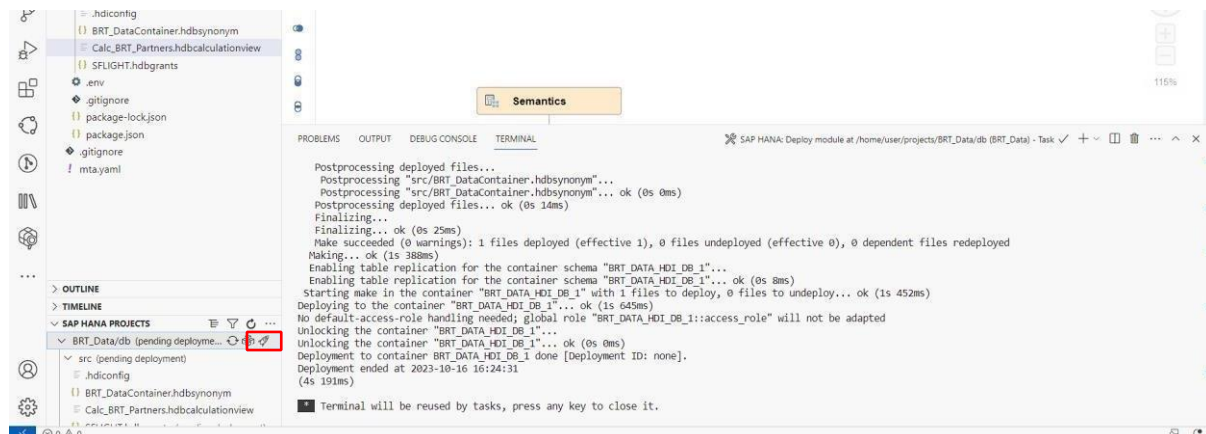 .hdiconfig
{} BRT_DataContainer.hdbsynonym
Calc_BRT_Partners.hdbcalculationview
{} SFLIGHT.hdbgrants
.env
.gitignore
{} package-lock.json
{} package.json
.gitignore
! mta.yaml
> OUTLINE
> TIMELINE
SAP HANA PROJECTS
BRT_Data/db (pending deployme...
src (pending deployment)
.hdiconfig
{} BRT_DataContainer.hdbsynonym
Calc_BRT_Partners.hdbcalculationview
Semantics
115%
PROBLEMS OUTPUT DEBUG CONSOLE TERMINAL
SAP HANA: Deploy module at /home/user/projects/BRT_Data/db (BRT_Data) - Task
Postprocessing deployed files...
Postprocessing "src/BRT_DataContainer.hdbsynonym"...
Postprocessing "src/BRT_DataContainer.hdbsynonym"... ok (0s 0ms)
Postprocessing deployed files... ok (0s 14ms)
Finalizing...
Finalizing... ok (0s 25ms)
Make succeeded (0 warnings): 1 files deployed (effective 1), 0 files undeployed (effective 0), 0 dependent files redeployed
Making... ok (1s 388ms)
Enabling table replication for the container schema "BRT_DATA_HDI_DB_1"...
Enabling table replication for the container schema "BRT_DATA_HDI_DB_1"... ok (0s 8ms)
Starting make in the container "BRT_DATA_HDI_DB_1" with 1 files to deploy, 0 files to undeploy... ok (1s 452ms)
Deploying to the container "BRT_DATA_HDI_DB_1"... ok (1s 645ms)
No default-access-role handling needed; global role "BRT_DATA_HDI_DB_1::access_role" will not be adapted
Unlocking the container "BRT_DATA_HDI_DB_1"...
Unlocking the container "BRT_DATA_HDI_DB_1"... ok (0s 0ms)
Deployment to container BRT_DATA_HDI_DB_1 done [Deployment ID: none].
Deployment ended at 2023-10-16 16:24:31
(4s 191ms)
* Terminal will be reused by tasks, press any key to close it.